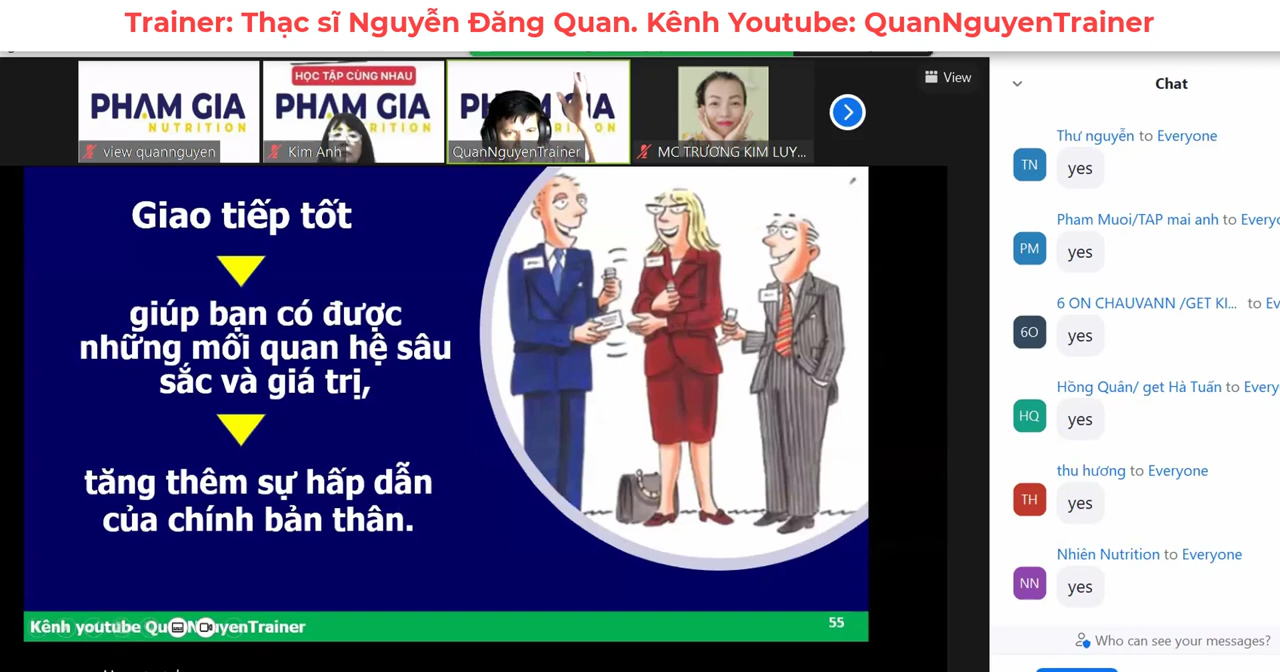 Trainer: Thạc sĩ Nguyễn Đăng Quan. Kênh Youtube: QuanNguyenTrainer
PHAM GIA
NUTRITION
view quannguyen
HỌC TẬP CÙNG NHAU
PHAM GIA
RITION
Kim Anh
QuanNguyenTrainer
MC TRƯƠNG KIM LUY...
View
Giao tiếp tốt
giúp bạn có được
những mối quan hệ sâu
sắc và giá trị,
tăng thêm sự hấp dẫn
của chính bản thân.
Kênh youtube
55
Chat
Thư nguyễn to Everyone
TN
yes
Pham Muoi/TAP mai anh to Everyo
PM
yes
6 ON CHAUVANN /GET KI... to Ev
6O
yes
Hồng Quân/ get Hà Tuấn to Every
HQ
yes
thu hương to Everyone
TH
yes
Nhiên Nutrition to Everyone
NN
yes
Who can see your messages?